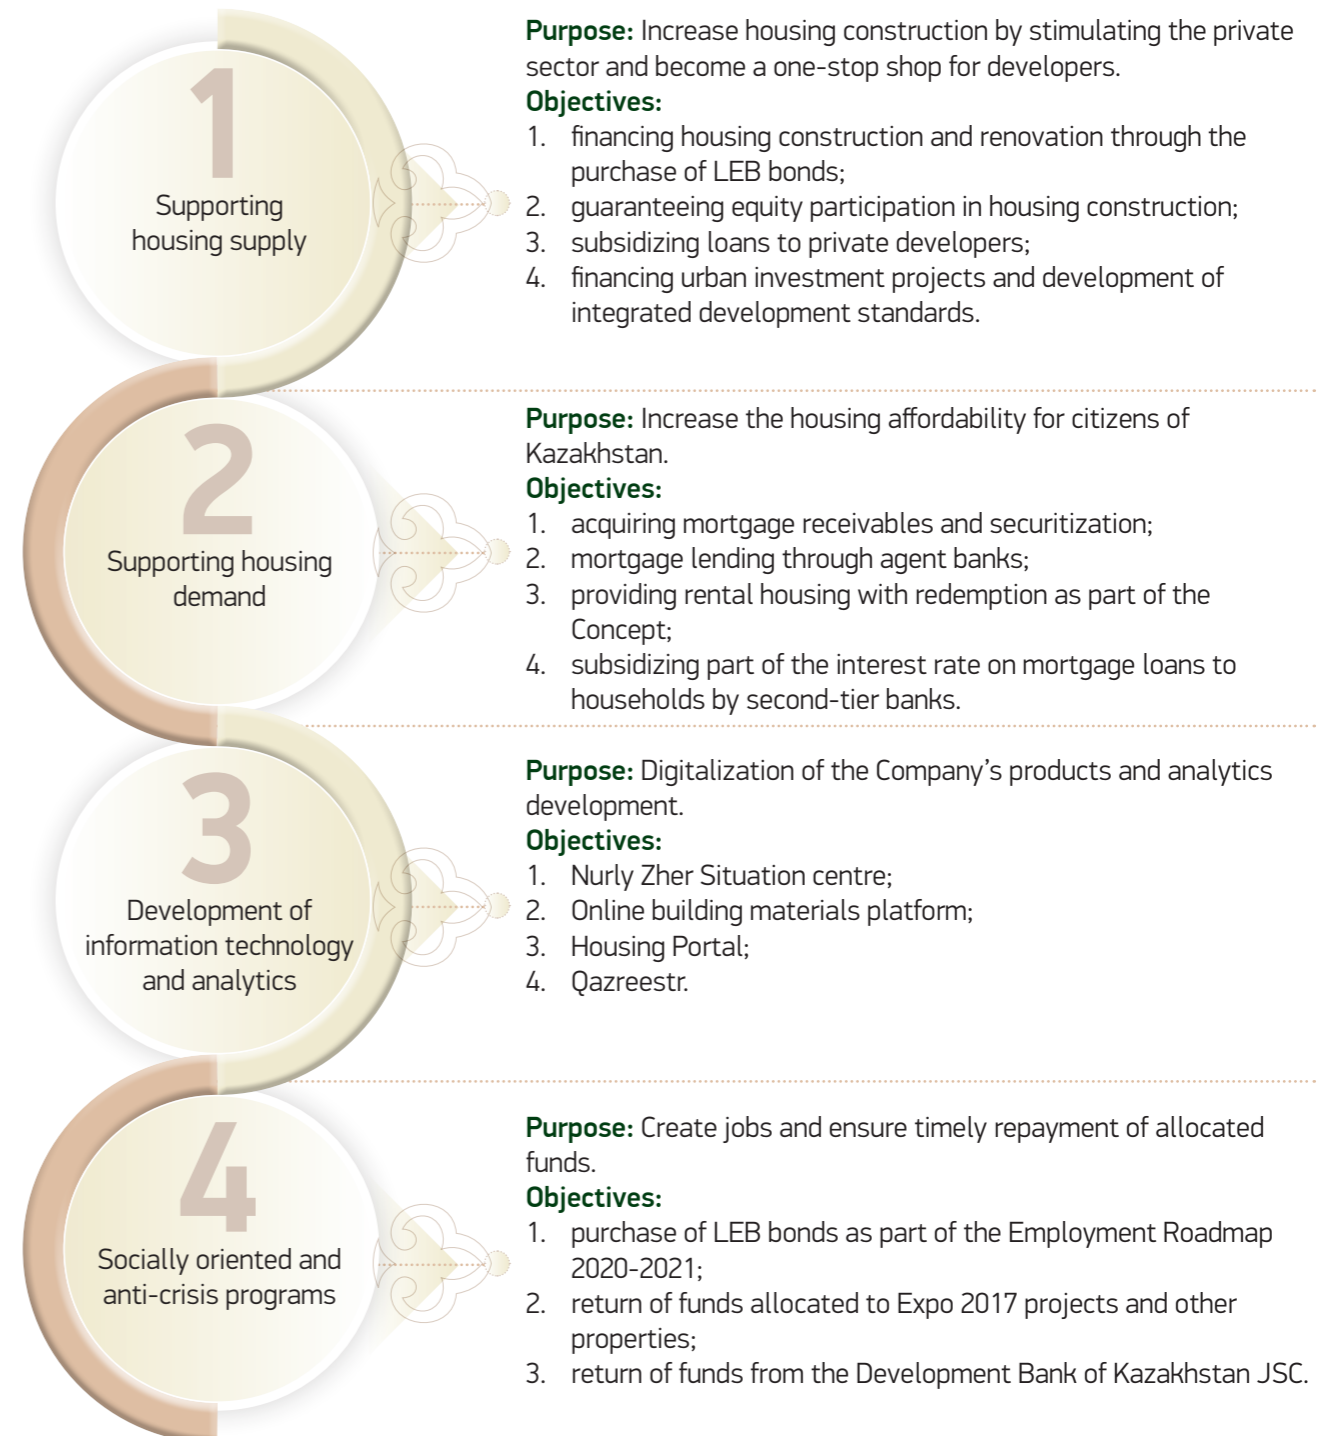 1
Supporting
housing supply
Purpose: Increase housing construction by stimulating the private
sector and become a one-stop shop for developers.
Objectives:
1. financing housing construction and renovation through the
purchase of LEB bonds;
2. guaranteeing equity participation in housing construction;
3. subsidizing loans to private developers;
4. financing urban investment projects and development of
integrated development standards.
2
Supporting housing
demand
Purpose: Increase the housing affordability for citizens of
Kazakhstan.
Objectives:
1. acquiring mortgage receivables and securitization;
2. mortgage lending through agent banks;
3. providing rental housing with redemption as part of the
Concept;
4. subsidizing part of the interest rate on mortgage loans to
households by second-tier banks.
3
Development of
information technology
and analytics
Purpose: Digitalization of the Company's products and analytics
development.
Objectives:
1. Nurly Zher Situation centre;
2. Online building materials platform;
3. Housing Portal;
4. Qazreestr.
4
Socially oriented and
anti-crisis programs
Purpose: Create jobs and ensure timely repayment of allocated
funds.
Objectives:
1. purchase of LEB bonds as part of the Employment Roadmap
2020-2021;
2. return of funds allocated to Expo 2017 projects and other
properties;
3. return of funds from the Development Bank of Kazakhstan JSC.